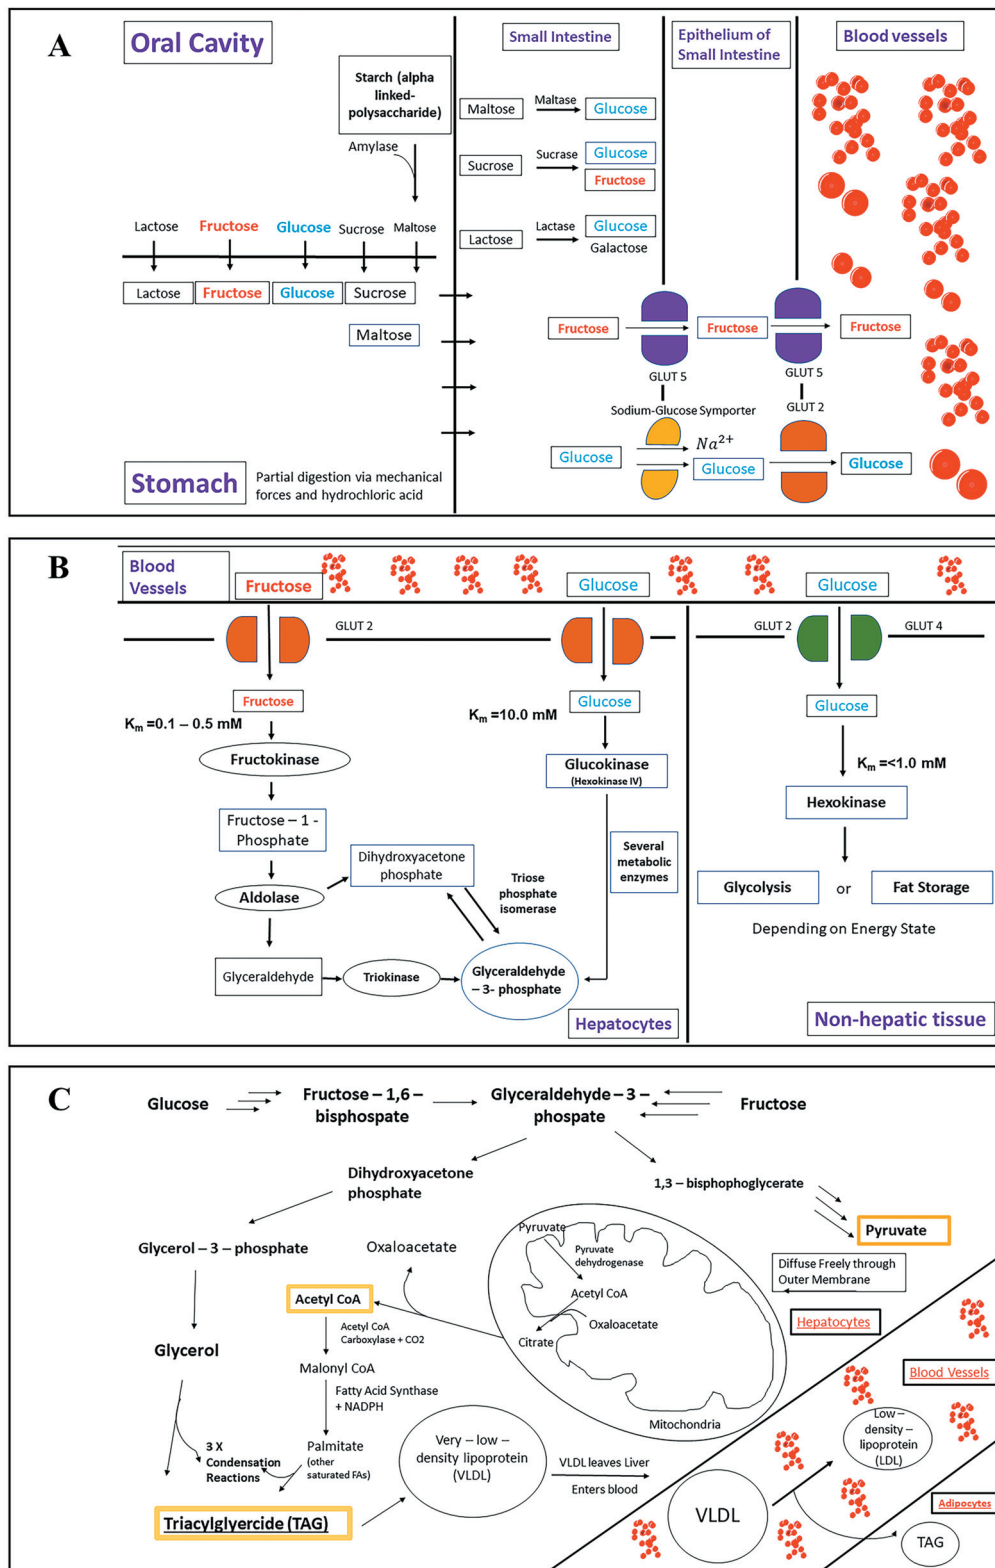 A
Oral Cavity
Starch (alpha
linked-
polysaccharide)
Amylase
Lactose
Fructose
Glucose
Sucrose
Maltose
Lactose
Fructose
Glucose
Sucrose
Maltose
Stomach
Partial digestion via mechanical
forces and hydrochloric acid
Small Intestine
Epithelium of
Small Intestine
Blood vessels
Maltose
Maltase
Glucose
Sucrose
Sucrase
Glucose
Fructose
Lactose
Lactase
Glucose
Galactose
Fructose
Fructose
Fructose
GLUT 5
GLUT 5
Sodium-Glucose Symporter
GLUT 2
Glucose
Na²⁺
Glucose
Glucose
B
Blood
Vessels
Fructose
Glucose
Glucose
GLUT 2
GLUT 2
GLUT 4
Fructose
Glucose
Glucose
Kₘ =0.1 – 0.5 mM
Kₘ =10.0 mM
Kₘ =<1.0 mM
Fructokinase
Glucokinase
(Hexokinase IV)
Hexokinase
Fructose – 1 -
Phosphate
Dihydroxyacetone
phosphate
Several
metabolic
enzymes
Aldolase
Triose
phosphate
isomerase
Glycolysis
or
Fat Storage
Depending on Energy State
Glyceraldehyde
Triokinase
Glyceraldehyde
– 3- phosphate
Hepatocytes
Non-hepatic tissue
C
Glucose
Fructose – 1,6 –
bisphospate
Glyceraldehyde – 3 –
phospate
Fructose
Dihydroxyacetone
phosphate
1,3 – bisphophoglycerate
Pyruvate
Glycerol – 3 – phosphate
Oxaloacetate
Pyruvate
Pyruvate
dehydrogenase
Acetyl CoA
Oxaloacetate
Citrate
Mitochondria
Diffuse Freely through
Outer Membrane
Hepatocytes
Acetyl CoA
Acetyl CoA
Carboxylase + CO2
Glycerol
Malonyl CoA
Fatty Acid Synthase
+ NADPH
3 X
Condensation
Reactions
Palmitate
(other
saturated FAs)
Very – low –
density lipoprotein
(VLDL)
VLDL leaves Liver
Enters blood
Triacylglyercide (TAG)
Blood Vessels
Low –
density –
lipoprotein
(LDL)
VLDL
Adipocytes
TAG